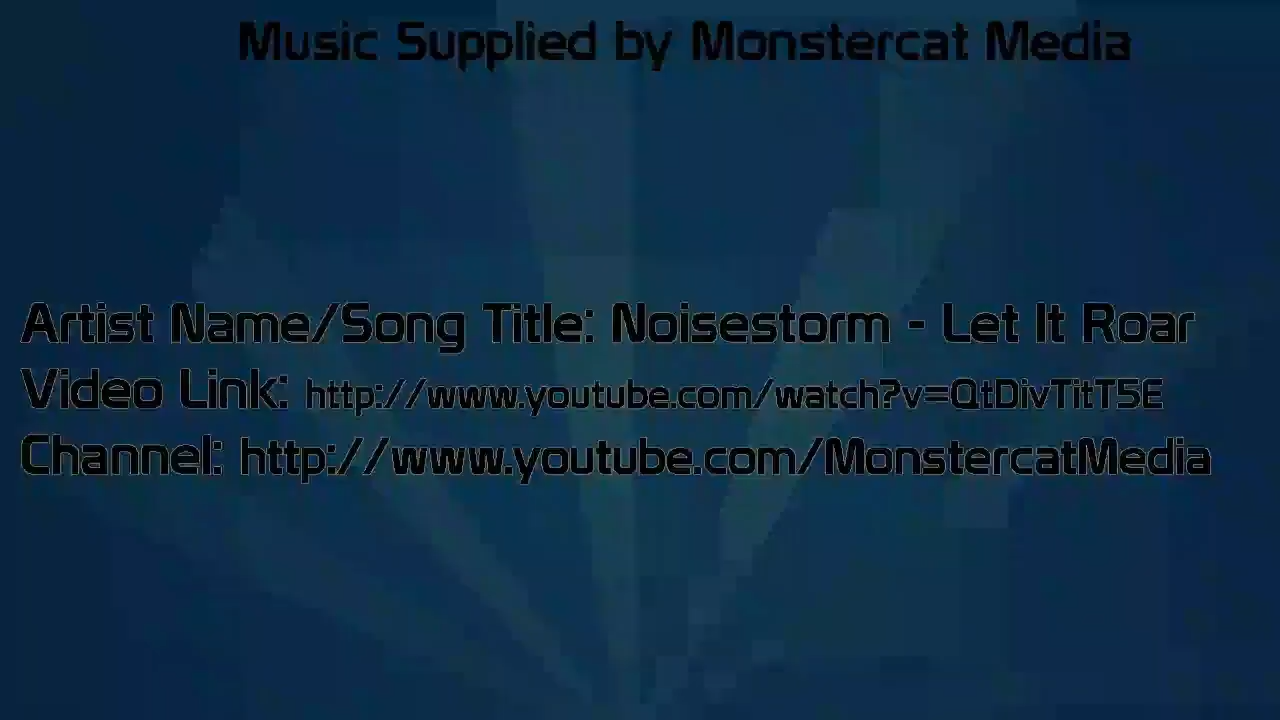 Music Supplied by Monstercat Media
Artist Name/Song Title: Noisestorm - Let It Roar
Video Link: http://www.youtube.com/watch?v=QtDivTitT5E
Channel: http://www.youtube.com/MonstercatMedia